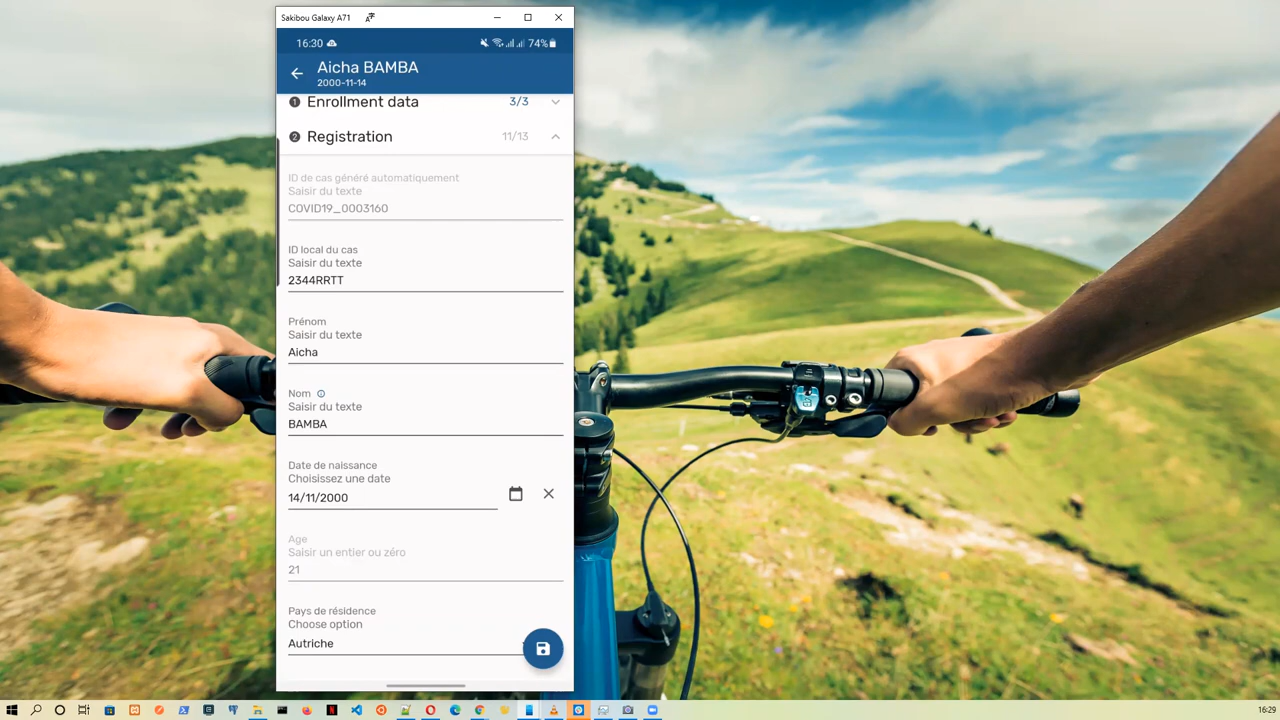 Sakibou Galaxy A71
16:30
74%
Aicha BAMBA
2000-11-14
1 Enrollment data 3/3
2 Registration 11/13
ID de cas généré automatiquement
Saisir du texte
COVID19_0003160
ID local du cas
Saisir du texte
2344RRTT
Prénom
Saisir du texte
Aicha
Nom
Saisir du texte
BAMBA
Date de naissance
Choisissez une date
14/11/2000
Age
Saisir un entier ou zéro
21
Pays de résidence
Choose option
Autriche
16:29